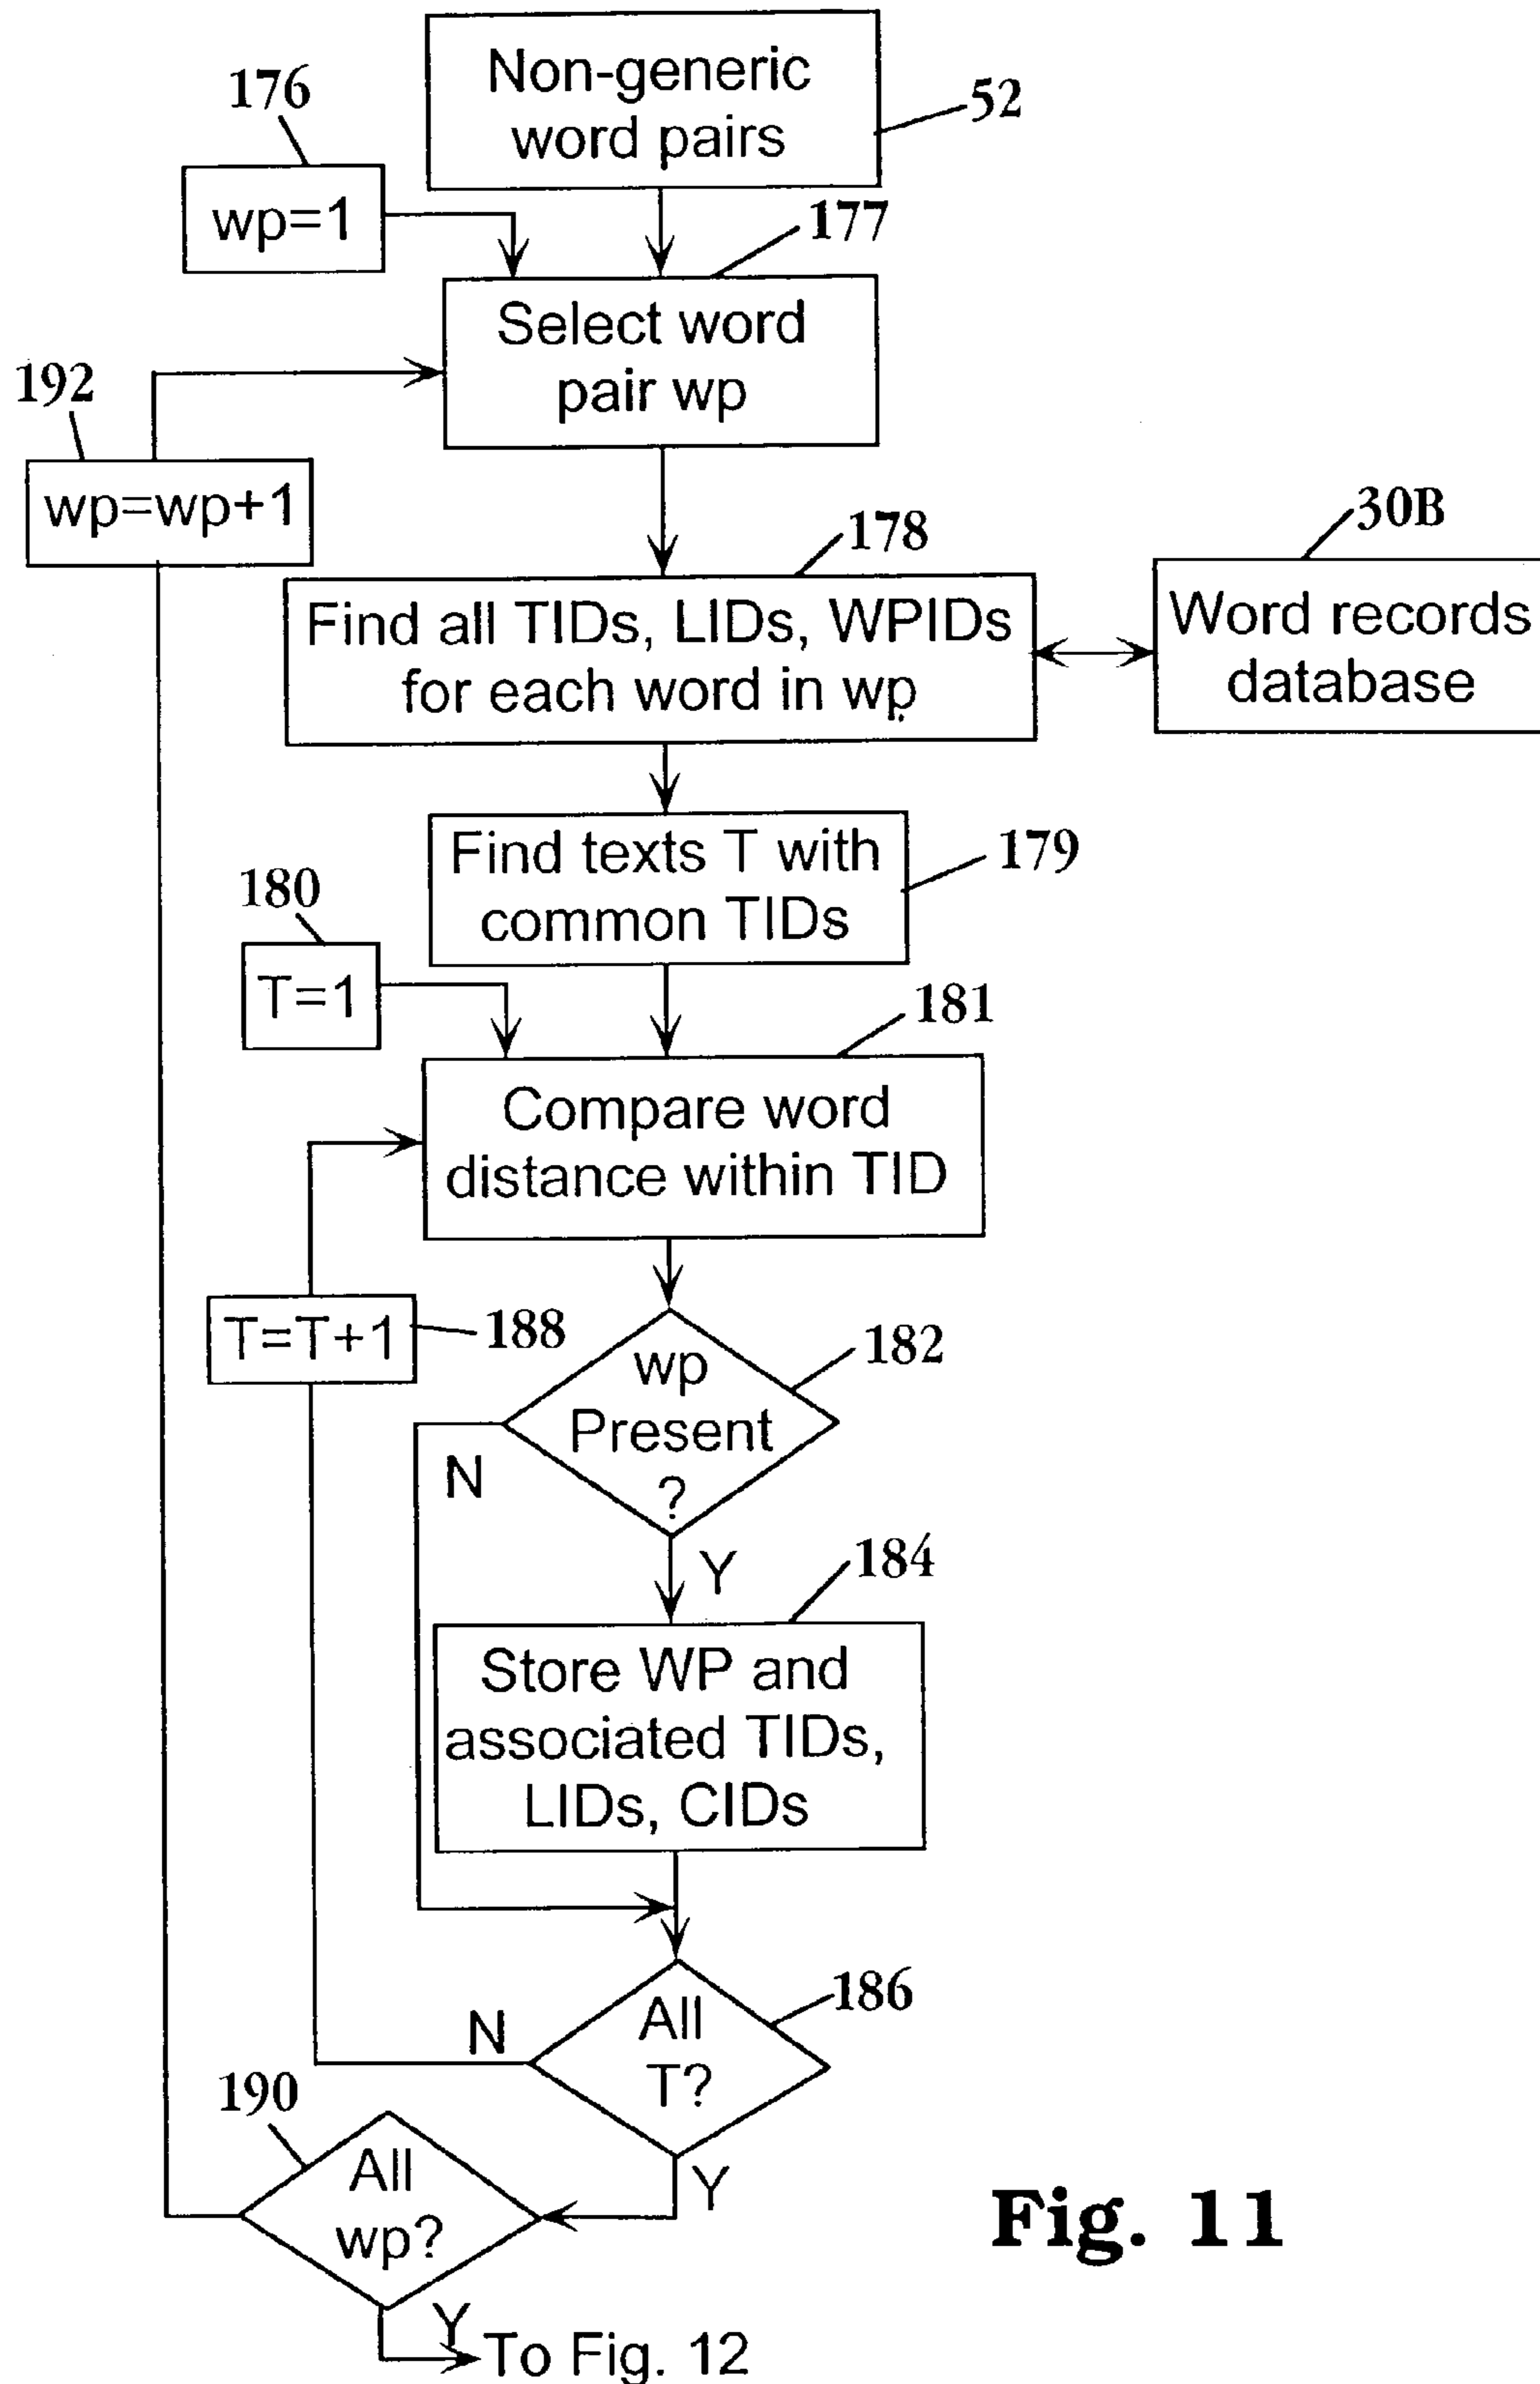 Non-generic
word pairs
52
176
wp=1
177
Select word
pair wp
192
wp=wp+1
178
30B
Find all TIDs, LIDs, WPIDs
for each word in wp
Word records
database
Find texts T with
common TIDs
179
180
T=1
181
Compare word
distance within TID
T=T+1
188
wp
Present
?
182
N
Y
184
Store WP and
associated TIDs,
LIDs, CIDs
All
T?
186
N
Y
190
All
wp?
Y
To Fig. 12
Fig. 11